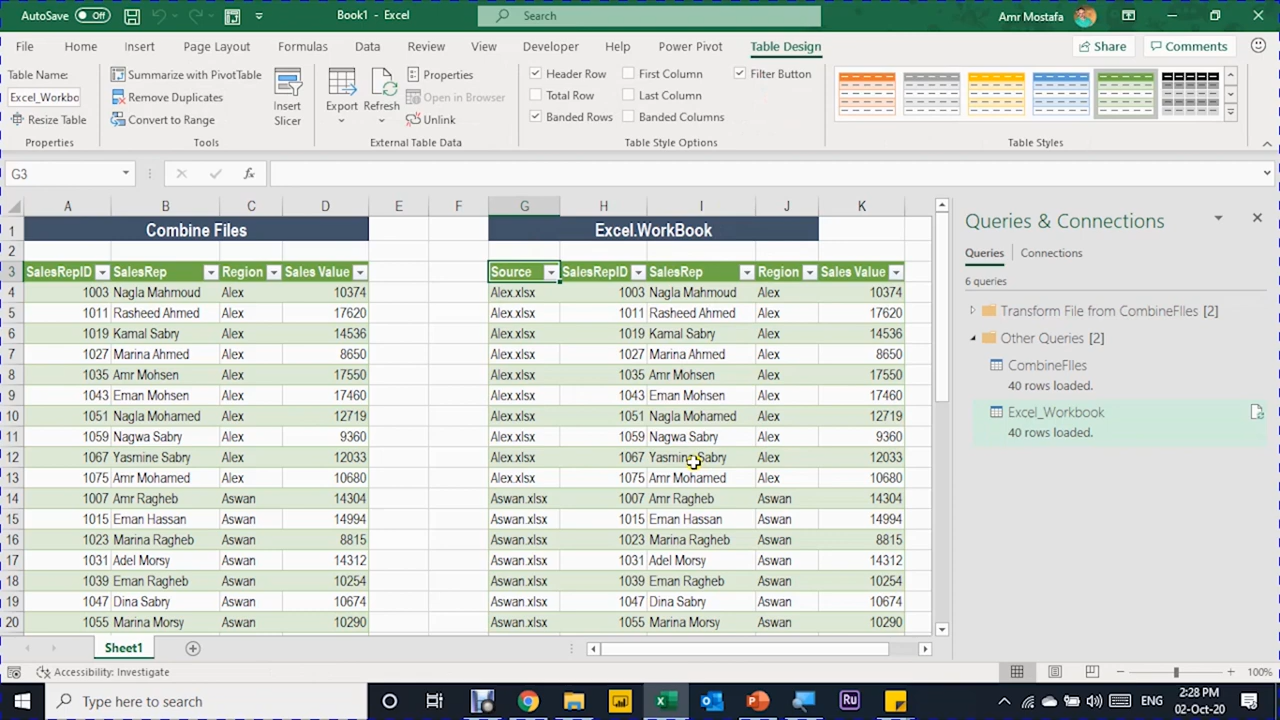 AutoSave Off Book1 - Excel Search Amr Mostafa
File Home Insert Page Layout Formulas Data Review View Developer Help Power Pivot Table Design Share Comments
Table Name: Summarize with PivotTable Properties Header Row First Column Filter Button
Excel_Workbo Remove Duplicates Insert Export Refresh Open in Browser Total Row Last Column
Resize Table Convert to Range Slicer Unlink Banded Rows Banded Columns
Properties Tools External Table Data Table Style Options Table Styles
G3 fx
A B C D E F G H I J K
1 Combine Files Excel.WorkBook
2
3 SalesRepID SalesRep Region Sales Value Source SalesRepID SalesRep Region Sales Value
4 1003 Nagla Mahmoud Alex 10374 Alex.xlsx 1003 Nagla Mahmoud Alex 10374
5 1011 Rasheed Ahmed Alex 17620 Alex.xlsx 1011 Rasheed Ahmed Alex 17620
6 1019 Kamal Sabry Alex 14536 Alex.xlsx 1019 Kamal Sabry Alex 14536
7 1027 Marina Ahmed Alex 8650 Alex.xlsx 1027 Marina Ahmed Alex 8650
8 1035 Amr Mohsen Alex 17550 Alex.xlsx 1035 Amr Mohsen Alex 17550
9 1043 Eman Mohsen Alex 17460 Alex.xlsx 1043 Eman Mohsen Alex 17460
10 1051 Nagla Mohamed Alex 12719 Alex.xlsx 1051 Nagla Mohamed Alex 12719
11 1059 Nagwa Sabry Alex 9360 Alex.xlsx 1059 Nagwa Sabry Alex 9360
12 1067 Yasmine Sabry Alex 12033 Alex.xlsx 1067 Yasmine Sabry Alex 12033
13 1075 Amr Mohamed Alex 10680 Alex.xlsx 1075 Amr Mohamed Alex 10680
14 1007 Amr Ragheb Aswan 14304 Aswan.xlsx 1007 Amr Ragheb Aswan 14304
15 1015 Eman Hassan Aswan 14994 Aswan.xlsx 1015 Eman Hassan Aswan 14994
16 1023 Marina Ragheb Aswan 8815 Aswan.xlsx 1023 Marina Ragheb Aswan 8815
17 1031 Adel Morsy Aswan 14312 Aswan.xlsx 1031 Adel Morsy Aswan 14312
18 1039 Eman Ragheb Aswan 10254 Aswan.xlsx 1039 Eman Ragheb Aswan 10254
19 1047 Dina Sabry Aswan 10674 Aswan.xlsx 1047 Dina Sabry Aswan 10674
20 1055 Marina Morsy Aswan 10290 Aswan.xlsx 1055 Marina Morsy Aswan 10290
Queries & Connections
Queries Connections
6 queries
Transform File from CombineFIles [2]
Other Queries [2]
CombineFIles
40 rows loaded.
Excel_Workbook
40 rows loaded.
Sheet1
Accessibility: Investigate 100%
Type here to search Ru ENG 2:28 PM
02-Oct-20